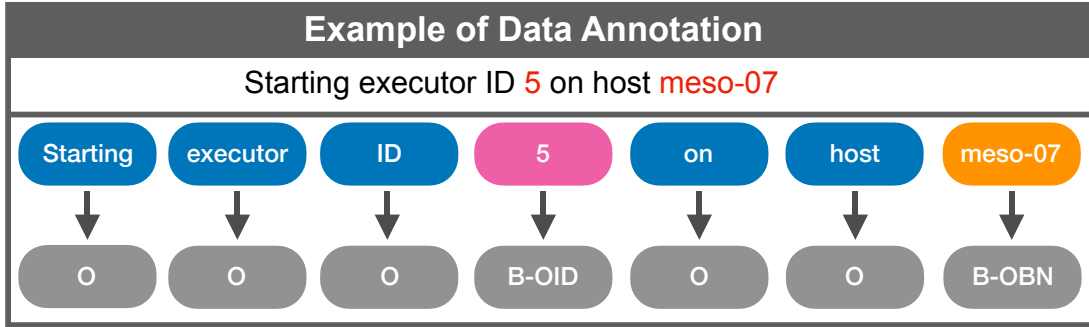 Example of Data Annotation
Starting executor ID 5 on host meso-07
Starting executor ID 5 on host meso-07
O O O B-OID O O B-OBN